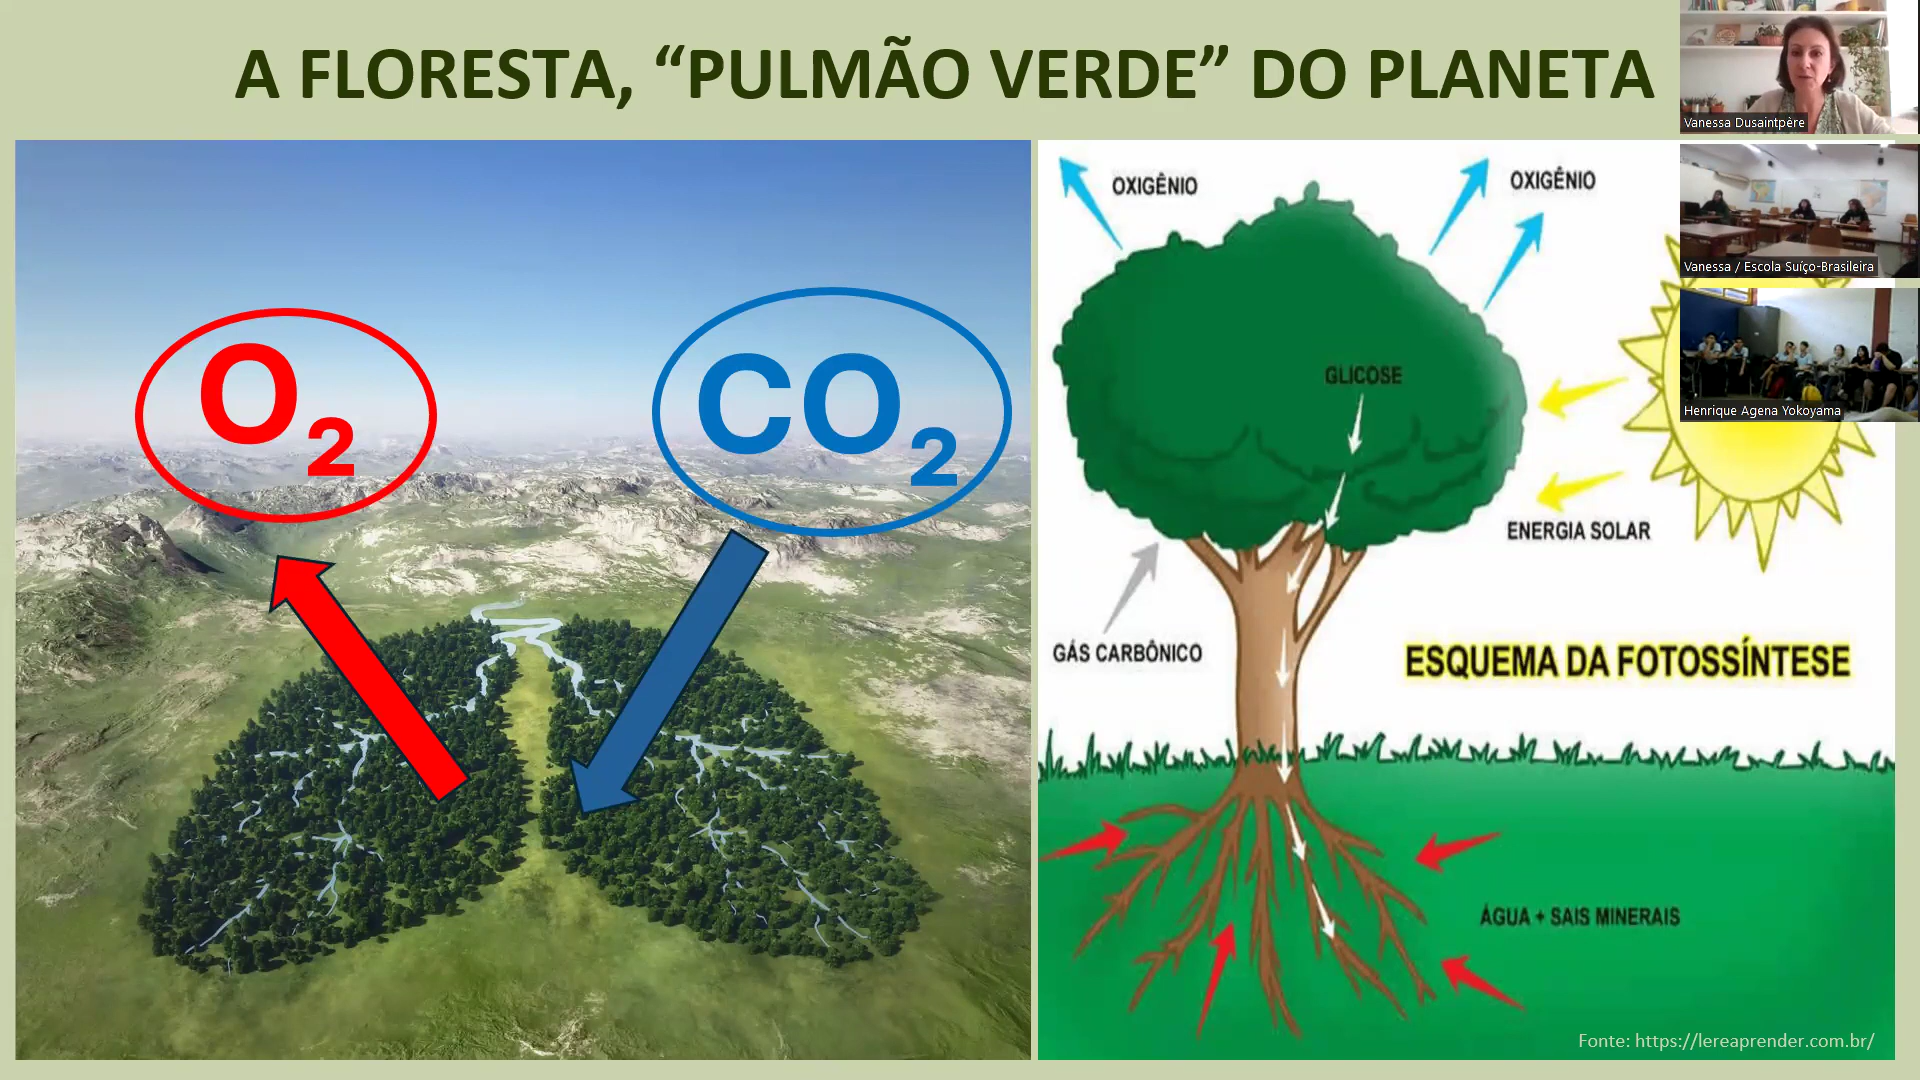 A FLORESTA, “PULMÃO VERDE” DO PLANETA
Vanessa Dusaintpère
Vanessa / Escola Suíço-Brasileira
Henrique Agena Yokoyama
O₂
CO₂
OXIGÊNIO
OXIGÊNIO
GLICOSE
ENERGIA SOLAR
GÁS CARBÔNICO
ESQUEMA DA FOTOSSÍNTESE
ÁGUA + SAIS MINERAIS
Fonte: https://lereaprender.com.br/